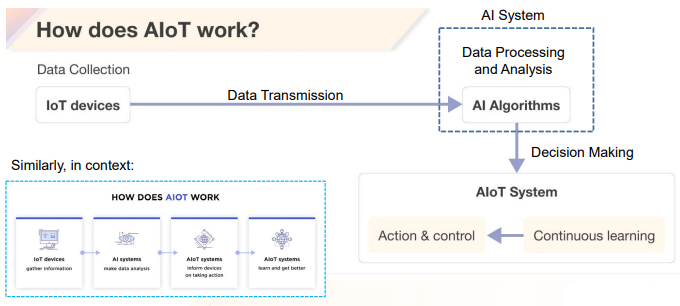 How does AIoT work?
AI System
Data Collection
IoT devices
Data Transmission
Data Processing
and Analysis
AI Algorithms
Decision Making
AIoT System
Action & control
Continuous learning
Similarly, in context:
HOW DOES AIOT WORK
IoT devices
gather information
AI systems
make data analysis
AIoT systems
inform devices
on taking action
AIoT systems
learn and get better